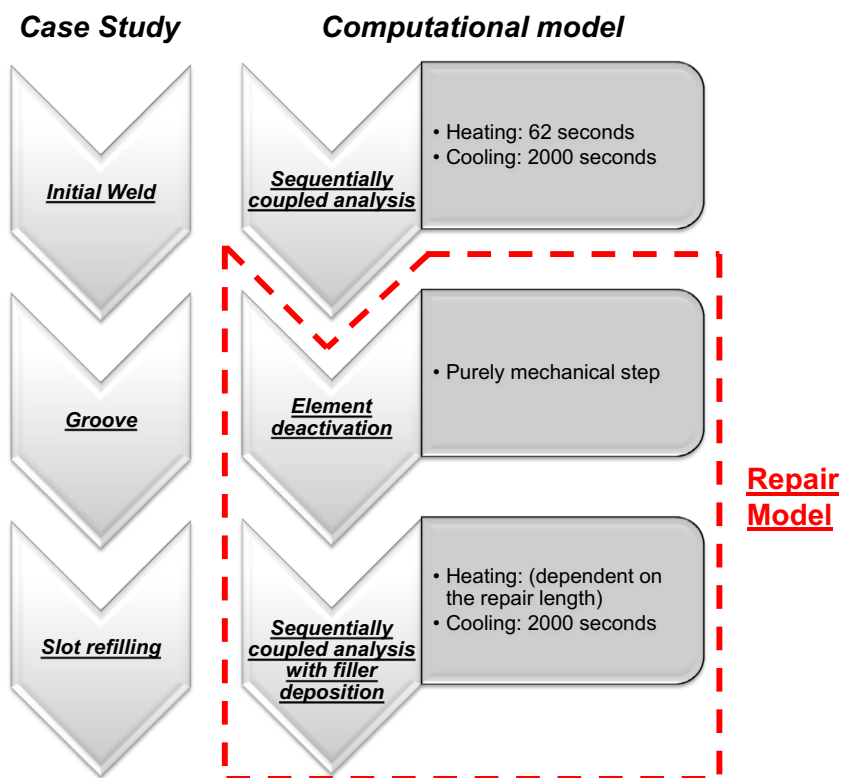 Case Study
Computational model
Initial Weld
Sequentially
coupled analysis
• Heating: 62 seconds
• Cooling: 2000 seconds
Groove
Element
deactivation
• Purely mechanical step
Repair
Model
Slot refilling
Sequentially
coupled analysis
with filler
deposition
• Heating: (dependent on
the repair length)
• Cooling: 2000 seconds